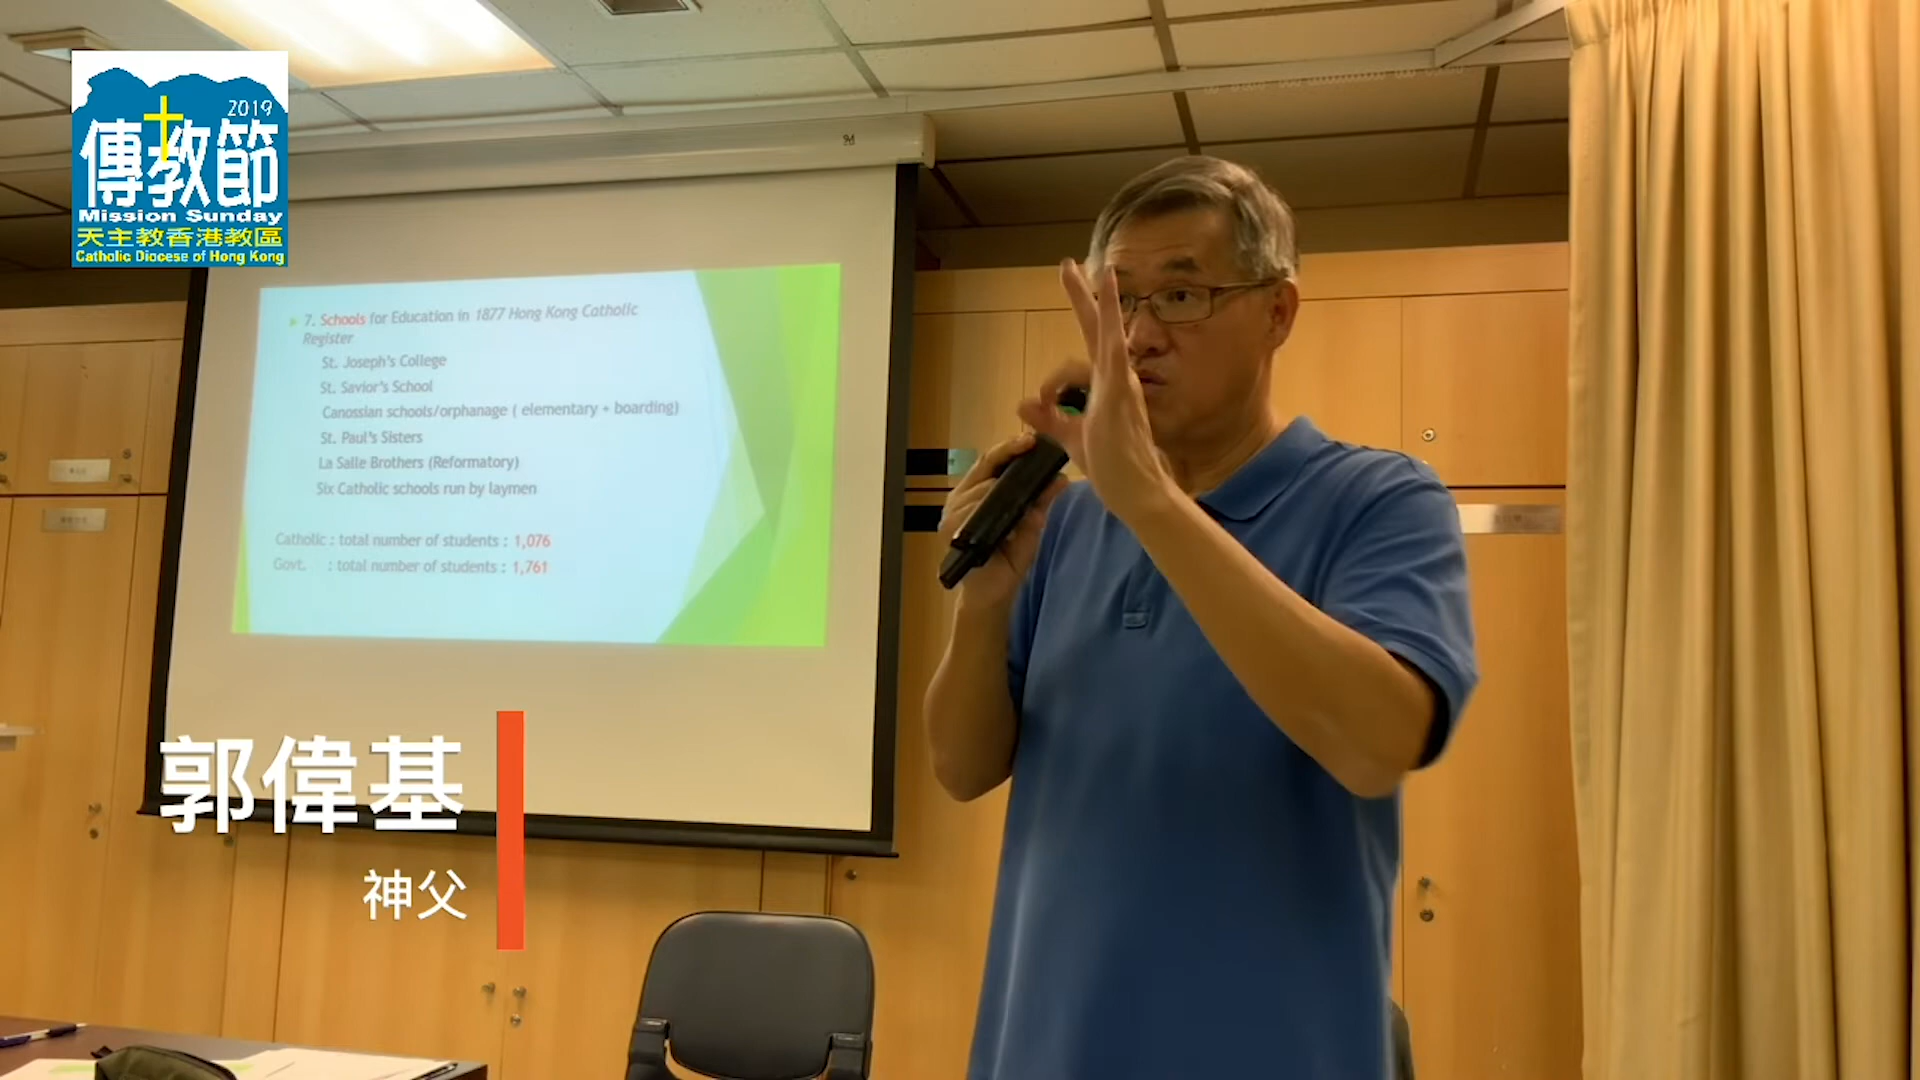 2019
傳教節
Mission Sunday
天主教香港教區
Catholic Diocese of Hong Kong
7. Schools for Education in 1877 Hong Kong Catholic
Register
St. Joseph's College
St. Savior's School
Canossian schools/orphanage ( elementary + boarding)
St. Paul's Sisters
La Salle Brothers (Reformatory)
Six Catholic schools run by laymen
Catholic : total number of students : 1,076
Govt. : total number of students : 1,761
郭偉基
神父